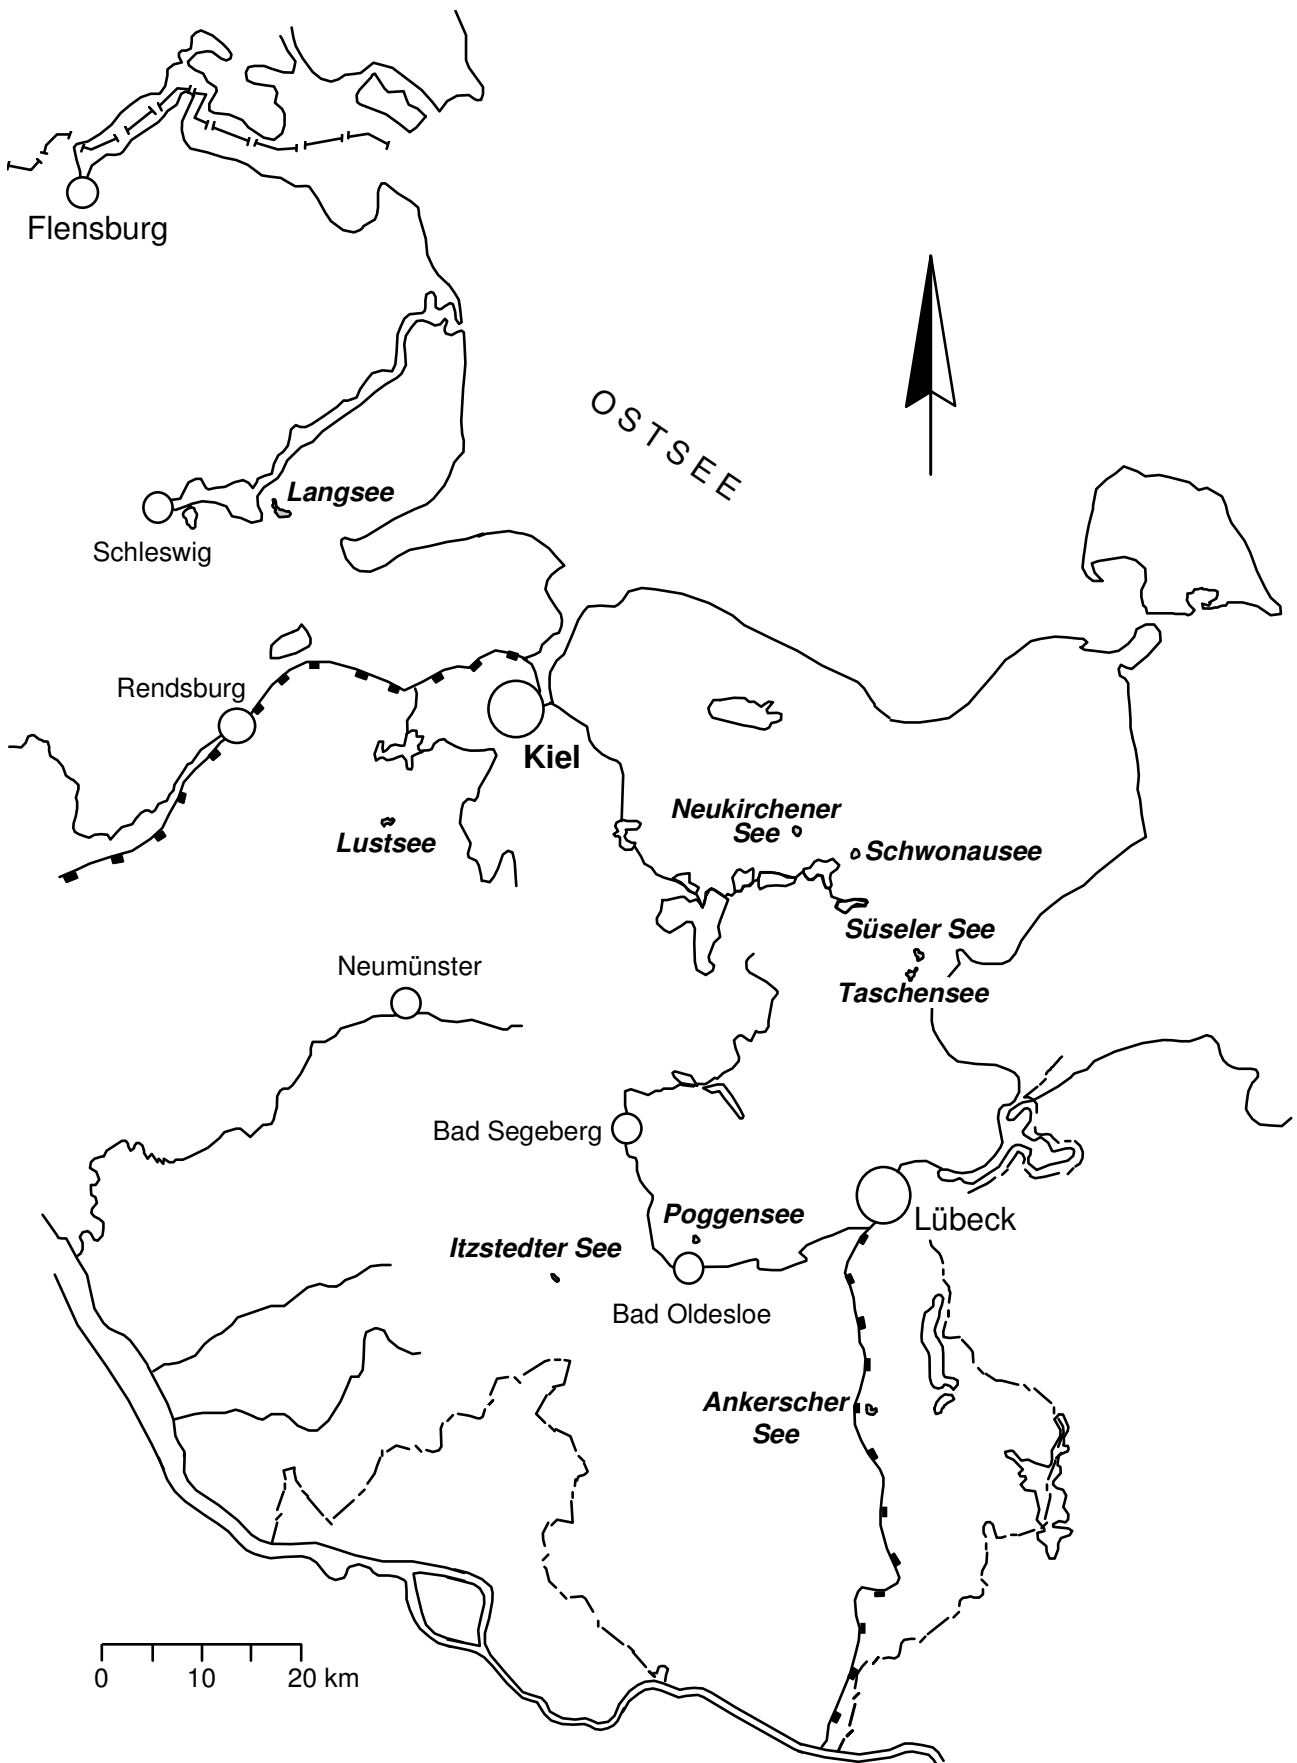 Flensburg
OSTSEE
Langsee
Schleswig
Rendsburg
Kiel
Neukirchener
See
Lustsee
Schwonausee
Süseler See
Neumünster
Taschensee
Bad Segeberg
Poggensee
Lübeck
Itzstedter See
Bad Oldesloe
Ankerscher
See
0 10 20 km